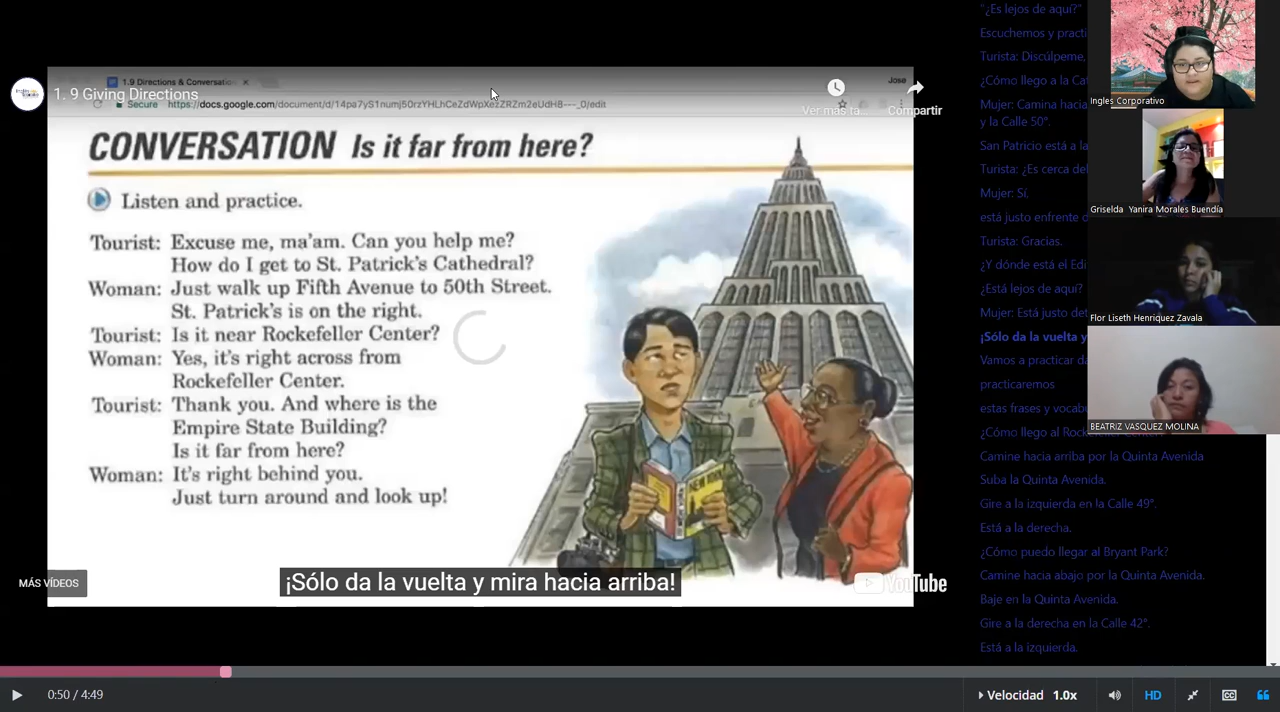 1.9 Directions & Conversatio
1. 9 Giving Directions
Jose
Secure
https://docs.google.com/document/d/14pa7yS1numj50rzYHLhCeZdWpXezZRZm2eUdH8---_0/edit
Ver más ta...
Compartir
CONVERSATION Is it far from here?
Listen and practice.
Tourist: Excuse me, ma'am. Can you help me?
How do I get to St. Patrick's Cathedral?
Woman: Just walk up Fifth Avenue to 50th Street.
St. Patrick's is on the right.
Tourist: Is it near Rockefeller Center?
Woman: Yes, it's right across from
Rockefeller Center.
Tourist: Thank you. And where is the
Empire State Building?
Is it far from here?
Woman: It's right behind you.
Just turn around and look up!
NEW YORK
MÁS VÍDEOS
¡Sólo da la vuelta y mira hacia arriba!
YouTube
"¿Es lejos de aquí?"
Escuchemos y practi
Turista: Discúlpeme,
¿Cómo llego a la Cat
Mujer: Camina hacia
y la Calle 50°.
San Patricio está a la
Turista: ¿Es cerca del
Mujer: Sí,
está justo enfrente d
Turista: Gracias.
¿Y dónde está el Edi
¿Está lejos de aquí?
Mujer: Está justo det
¡Sólo da la vuelta y
Vamos a practicar da
practicaremos
estas frases y vocabu
¿Cómo llego al Rockefeller Center?
Camine hacia arriba por la Quinta Avenida
Suba la Quinta Avenida.
Gire a la izquierda en la Calle 49°.
Está a la derecha.
¿Cómo puedo llegar al Bryant Park?
Camine hacia abajo por la Quinta Avenida.
Baje en la Quinta Avenida.
Gire a la derecha en la Calle 42°.
Está a la izquierda.
Ingles Corporativo
Griselda Yanira Morales Buendía
Flor Liseth Henriquez Zavala
BEATRIZ VASQUEZ MOLINA
0:50 / 4:49
Velocidad 1.0x
HD
CC